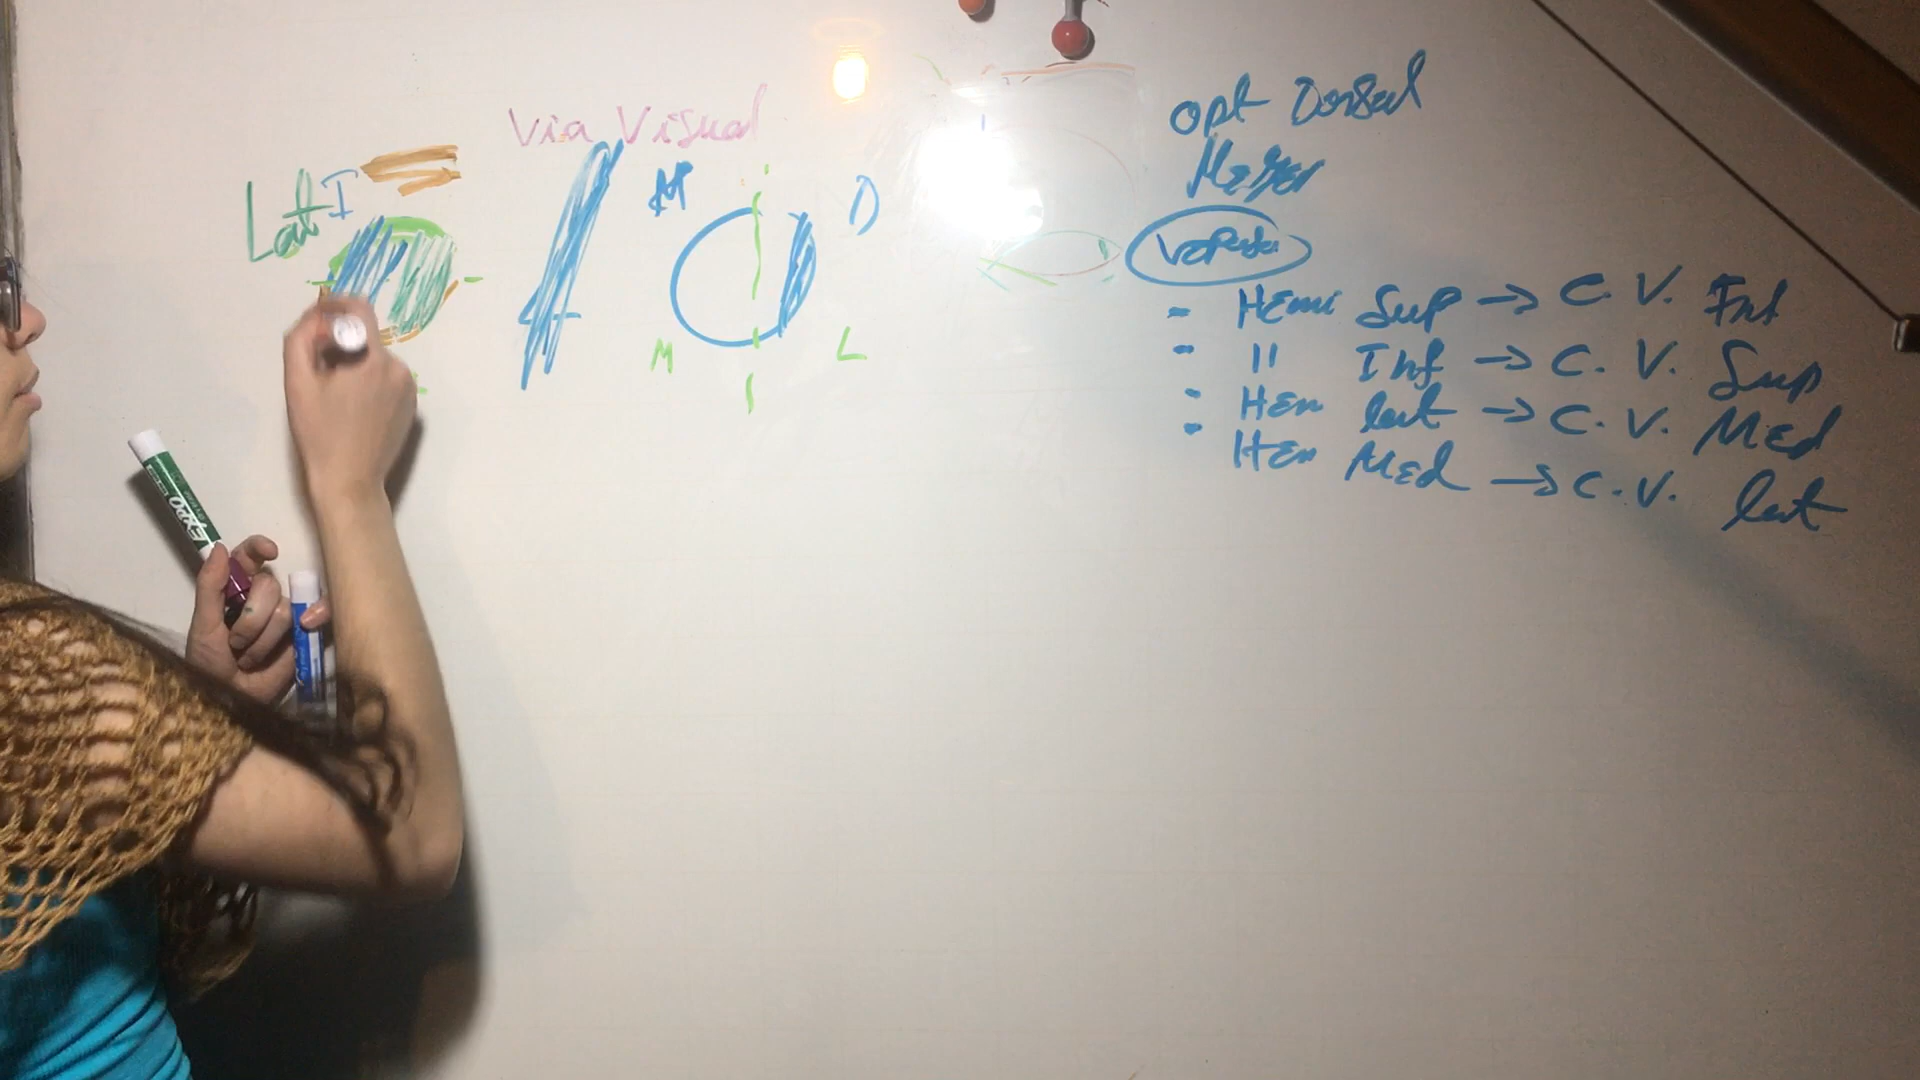 Via Visual
Lat I
M D
M L
opt Dorsal
Meyer
- Hemi Sup → C. V. Inf
- " Inf → C. V. Sup
- Hem lat → C. V. Med
- Hem Med → C. V. lat
EXPO